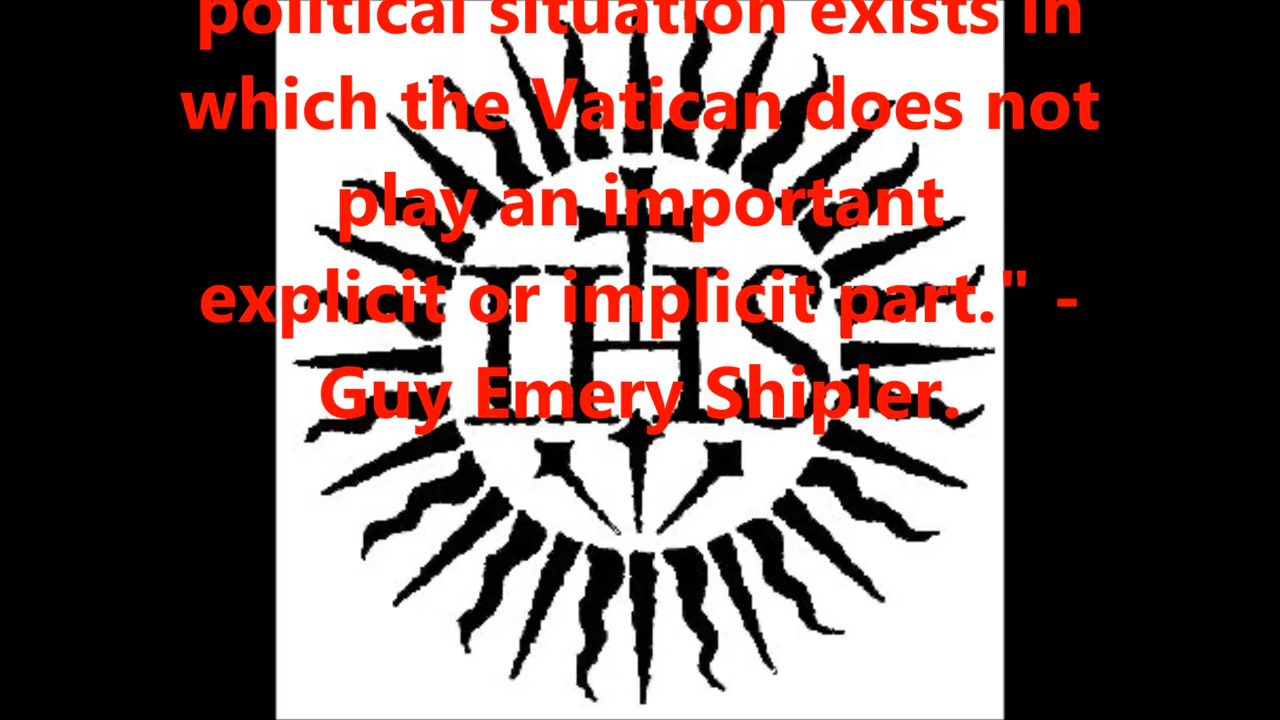 political situation exists in
which the Vatican does not
play an important
explicit or implicit part." -
Guy Emery Shipler.
IHS